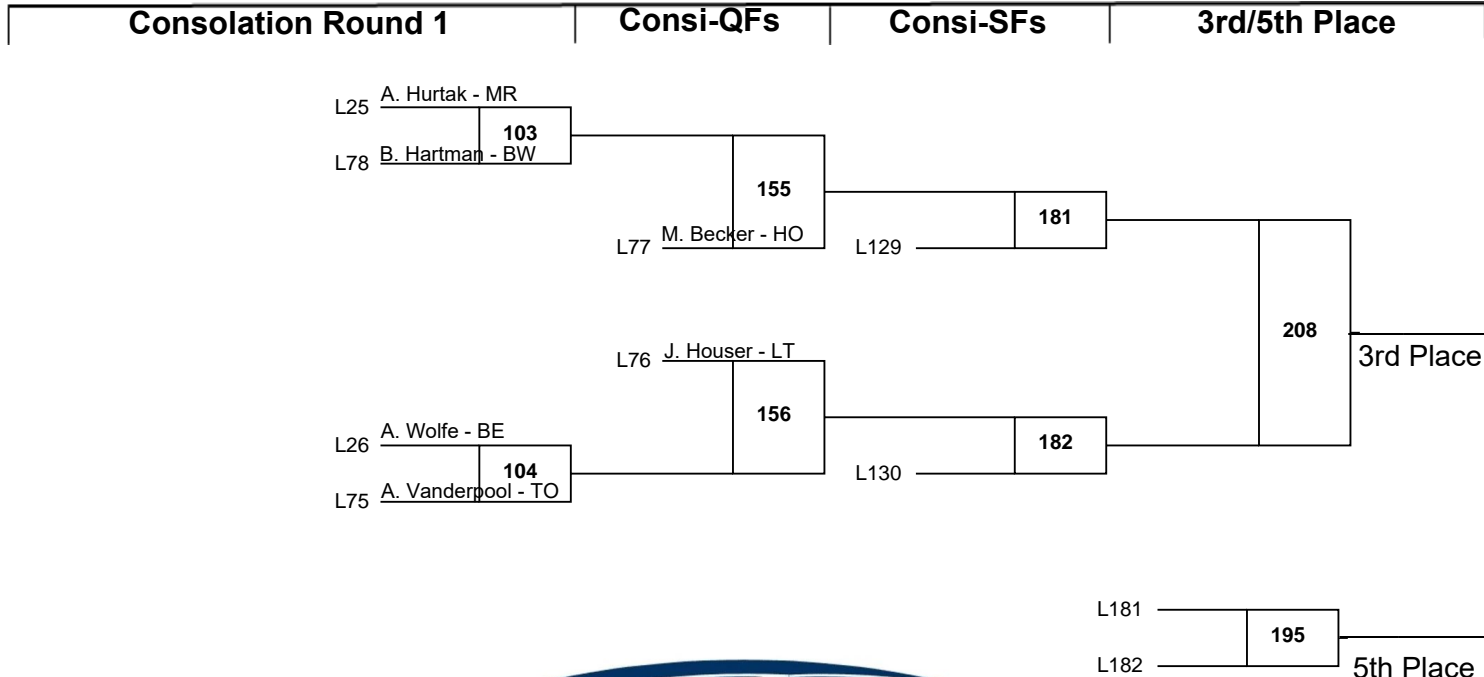 Consolation Round 1 Consi-QFs Consi-SFs 3rd/5th Place
L25 A. Hurtak - MR
103
L78 B. Hartman - BW
155
181
L77 M. Becker - HO
L129
208
3rd Place
L76 J. Houser - LT
156
182
L26 A. Wolfe - BE
104
L130
L75 A. Vanderpool - TO
L181
195
L182
5th Place